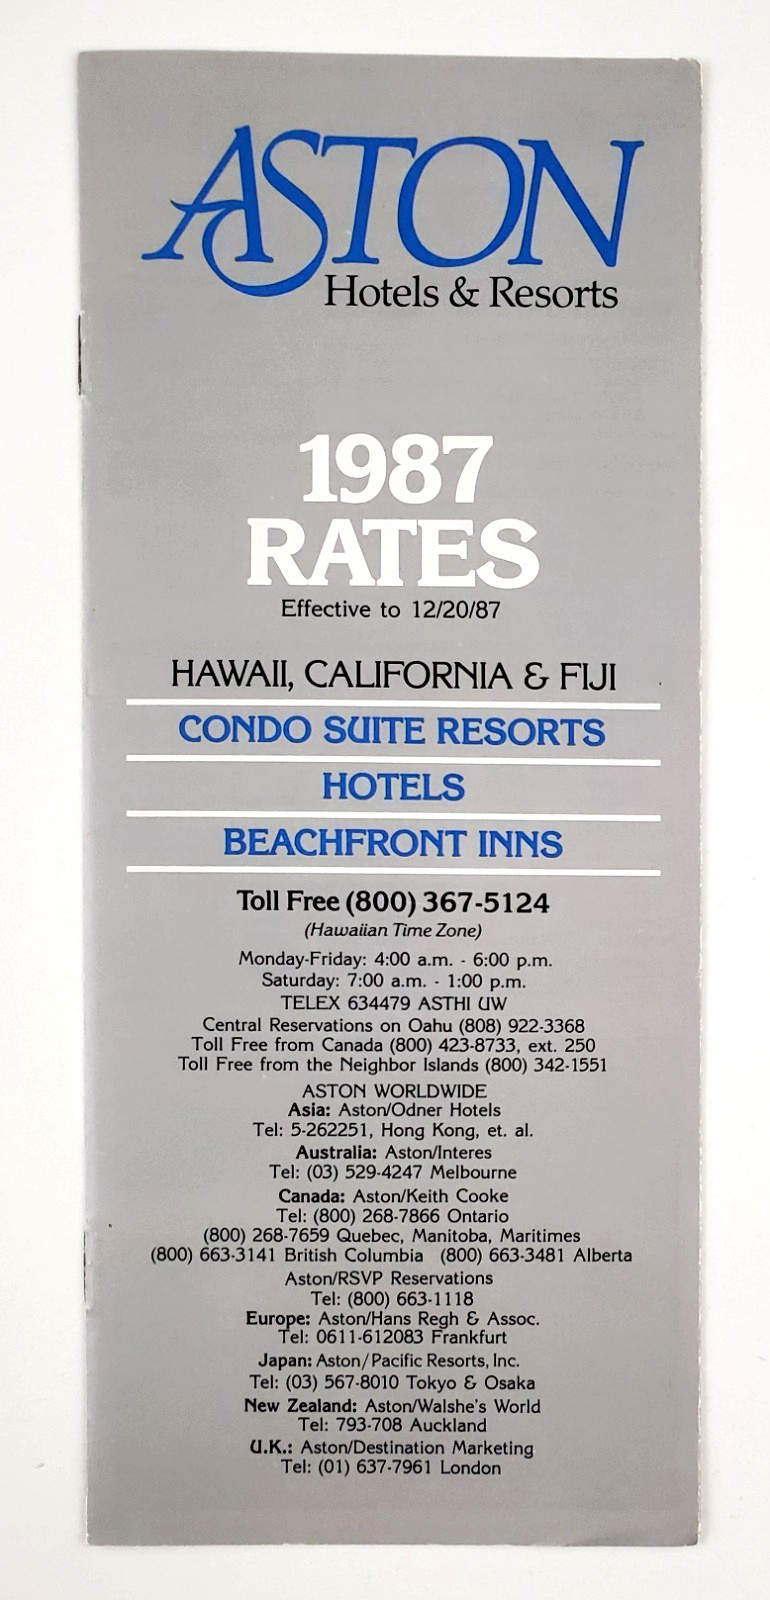 ASTON
Hotels & Resorts
1987
RATES
Effective to 12/20/87
HAWAII, CALIFORNIA & FIJI
CONDO SUITE RESORTS
HOTELS
BEACHFRONT INNS
Toll Free (800) 367-5124
(Hawaiian Time Zone)
Monday-Friday: 4:00 a.m. - 6:00 p.m.
Saturday: 7:00 a.m. - 1:00 p.m.
TELEX 634479 ASTHI UW
Central Reservations on Oahu (808) 922-3368
Toll Free from Canada (800) 423-8733, ext. 250
Toll Free from the Neighbor Islands (800) 342-1551
ASTON WORLDWIDE
Asia: Aston/Odner Hotels
Tel: 5-262251, Hong Kong, et. al.
Australia: Aston/Interes
Tel: (03) 529-4247 Melbourne
Canada: Aston/Keith Cooke
Tel: (800) 268-7866 Ontario
(800) 268-7659 Quebec, Manitoba, Maritimes
(800) 663-3141 British Columbia (800) 663-3481 Alberta
Aston/RSVP Reservations
Tel: (800) 663-1118
Europe: Aston/Hans Regh & Assoc.
Tel: 0611-612083 Frankfurt
Japan: Aston/Pacific Resorts, Inc.
Tel: (03) 567-8010 Tokyo & Osaka
New Zealand: Aston/Walshe's World
Tel: 793-708 Auckland
U.K.: Aston/Destination Marketing
Tel: (01) 637-7961 London